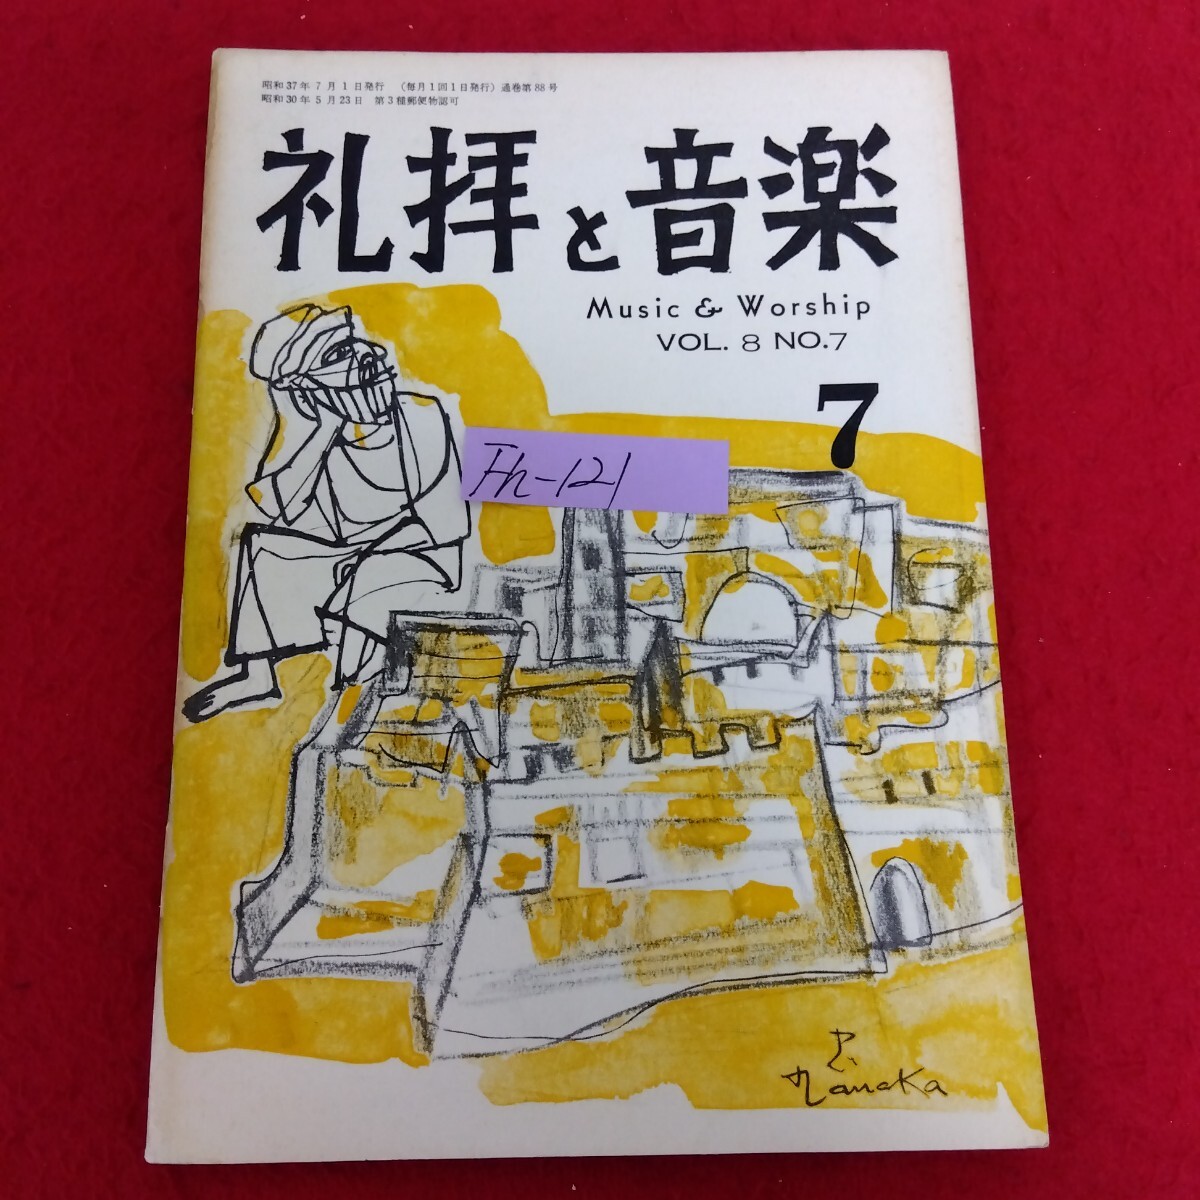 昭和37年7月1日発行 (毎月1回1日発行) 通巻第88号
昭和30年5月23日 第3種郵便物認可
礼拝と音楽
Music & Worship
VOL. 8 NO.7
7
Fh-121
Tanaka